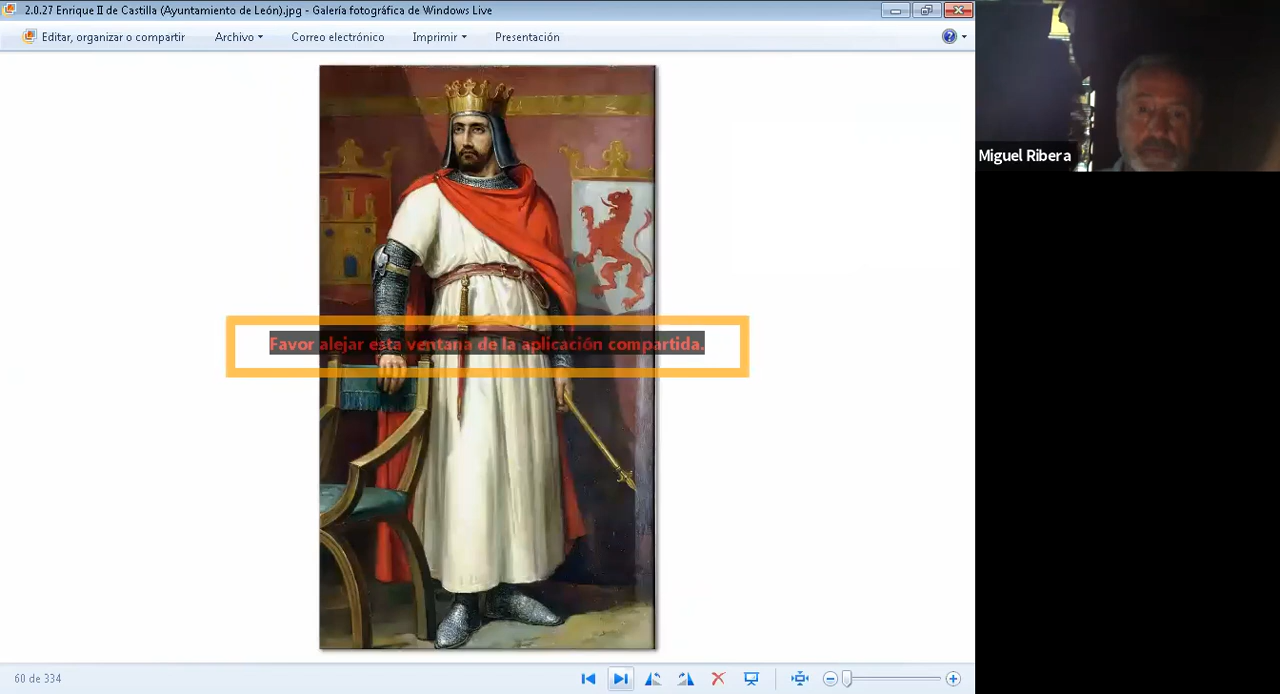 2.0.27 Enrique II de Castilla (Ayuntamiento de León).jpg - Galería fotográfica de Windows Live
Editar, organizar o compartir Archivo Correo electrónico Imprimir Presentación
Miguel Ribera
Favor alejar esta ventana de la aplicación compartida.
60 de 334